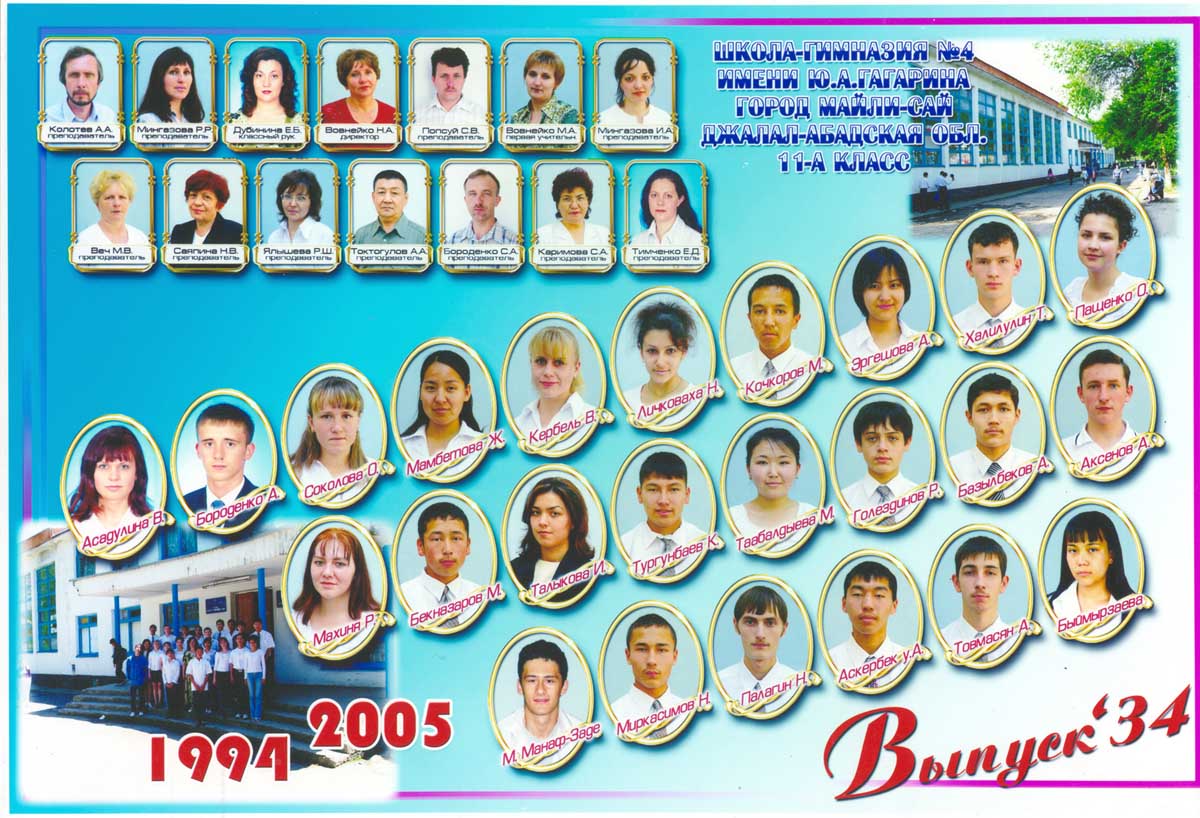 ШКОЛА-ГИМНАЗИЯ №4
ИМЕНИ Ю.А.ГАГАРИНА
ГОРОД МАЙЛИ-САЙ
ДЖАЛАЛ-АБАДСКАЯ ОБЛ.
11-А КЛАСС
Колотев А.А.
преподаватель
Мингазова Р.Р.
преподаватель
Дубинина Е.Б.
классный рук
Вовнейко Н.А.
директор
Попсуй С.В.
преподаватель
Вовнейко М.А.
первая учительн.
Мингазова И.А.
преподаватель
Веч М.В.
преподаватель
Саяпина Н.В.
преподаватель
Ялышева Р.Ш.
преподаватель
Токтогулов А.А.
преподаватель
Бороденко С.А.
преподаватель
Каримова С.А.
преподаватель
Тимченко Е.Д.
преподаватель
Асадулина В.
Бороденко А.
Соколова О.
Мамбетова Ж.
Кербель В.
Личковаха Н.
Кочкоров М.
Эргешова А.
Халилулин Т.
Пащенко О.
Махиня Р.
Бекназаров М.
Талыкова И.
Тургунбаев К.
Таабалдыева М.
Голездинов Р.
Базылбеков А.
Аксенов А.
М. Манаф-Заде
Миркасимов Н.
Палагин Н.
Аскербек у.А.
Товмасян А.
Быймырзаева
1994 2005
Выпуск‘34